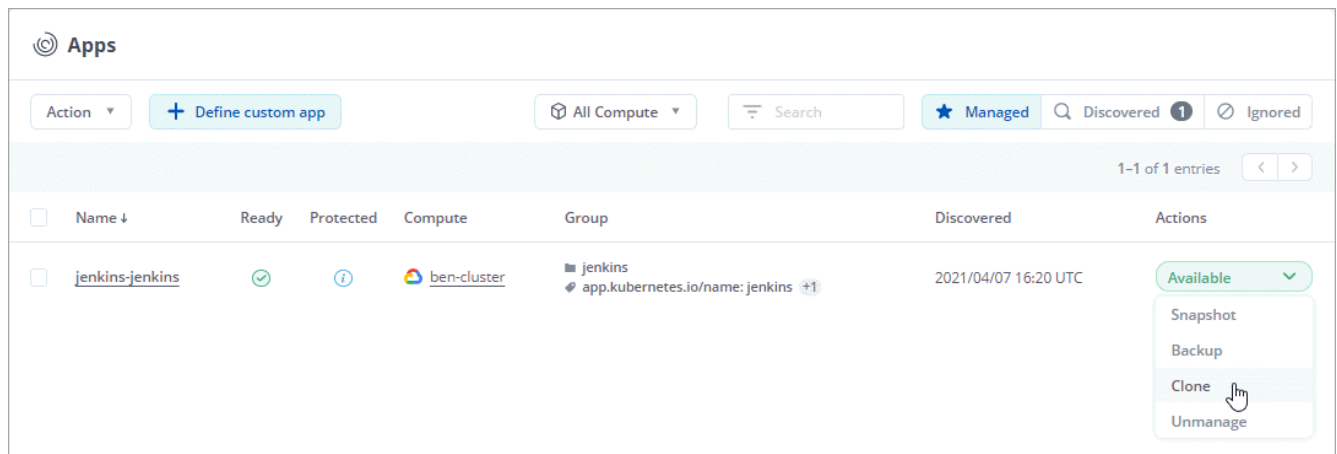 Apps
Action Define custom app All Compute Search Managed Discovered 1 Ignored
1–1 of 1 entries
Name↓ Ready Protected Compute Group Discovered Actions
jenkins-jenkins ben-cluster jenkins 2021/04/07 16:20 UTC Available
app.kubernetes.io/name: jenkins +1
Snapshot
Backup
Clone
Unmanage